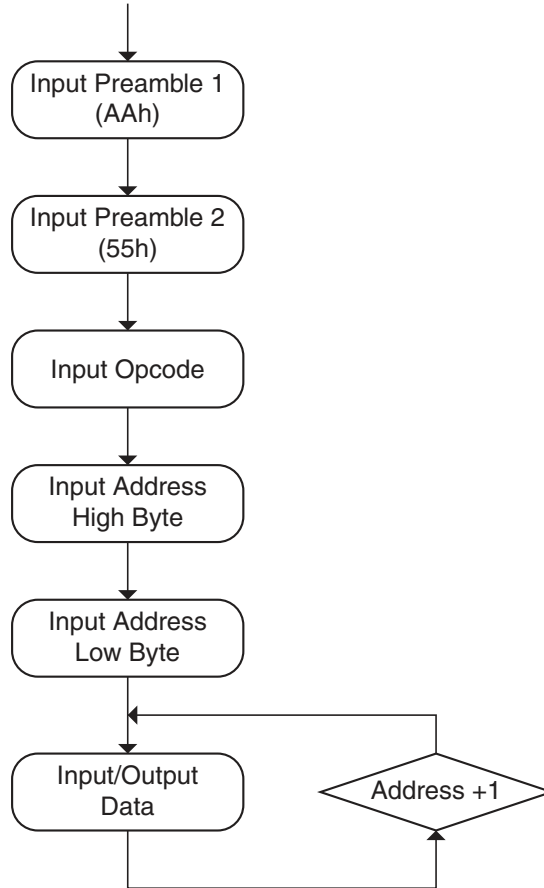 Input Preamble 1
(AAh)
Input Preamble 2
(55h)
Input Opcode
Input Address
High Byte
Input Address
Low Byte
Input/Output
Data
Address +1